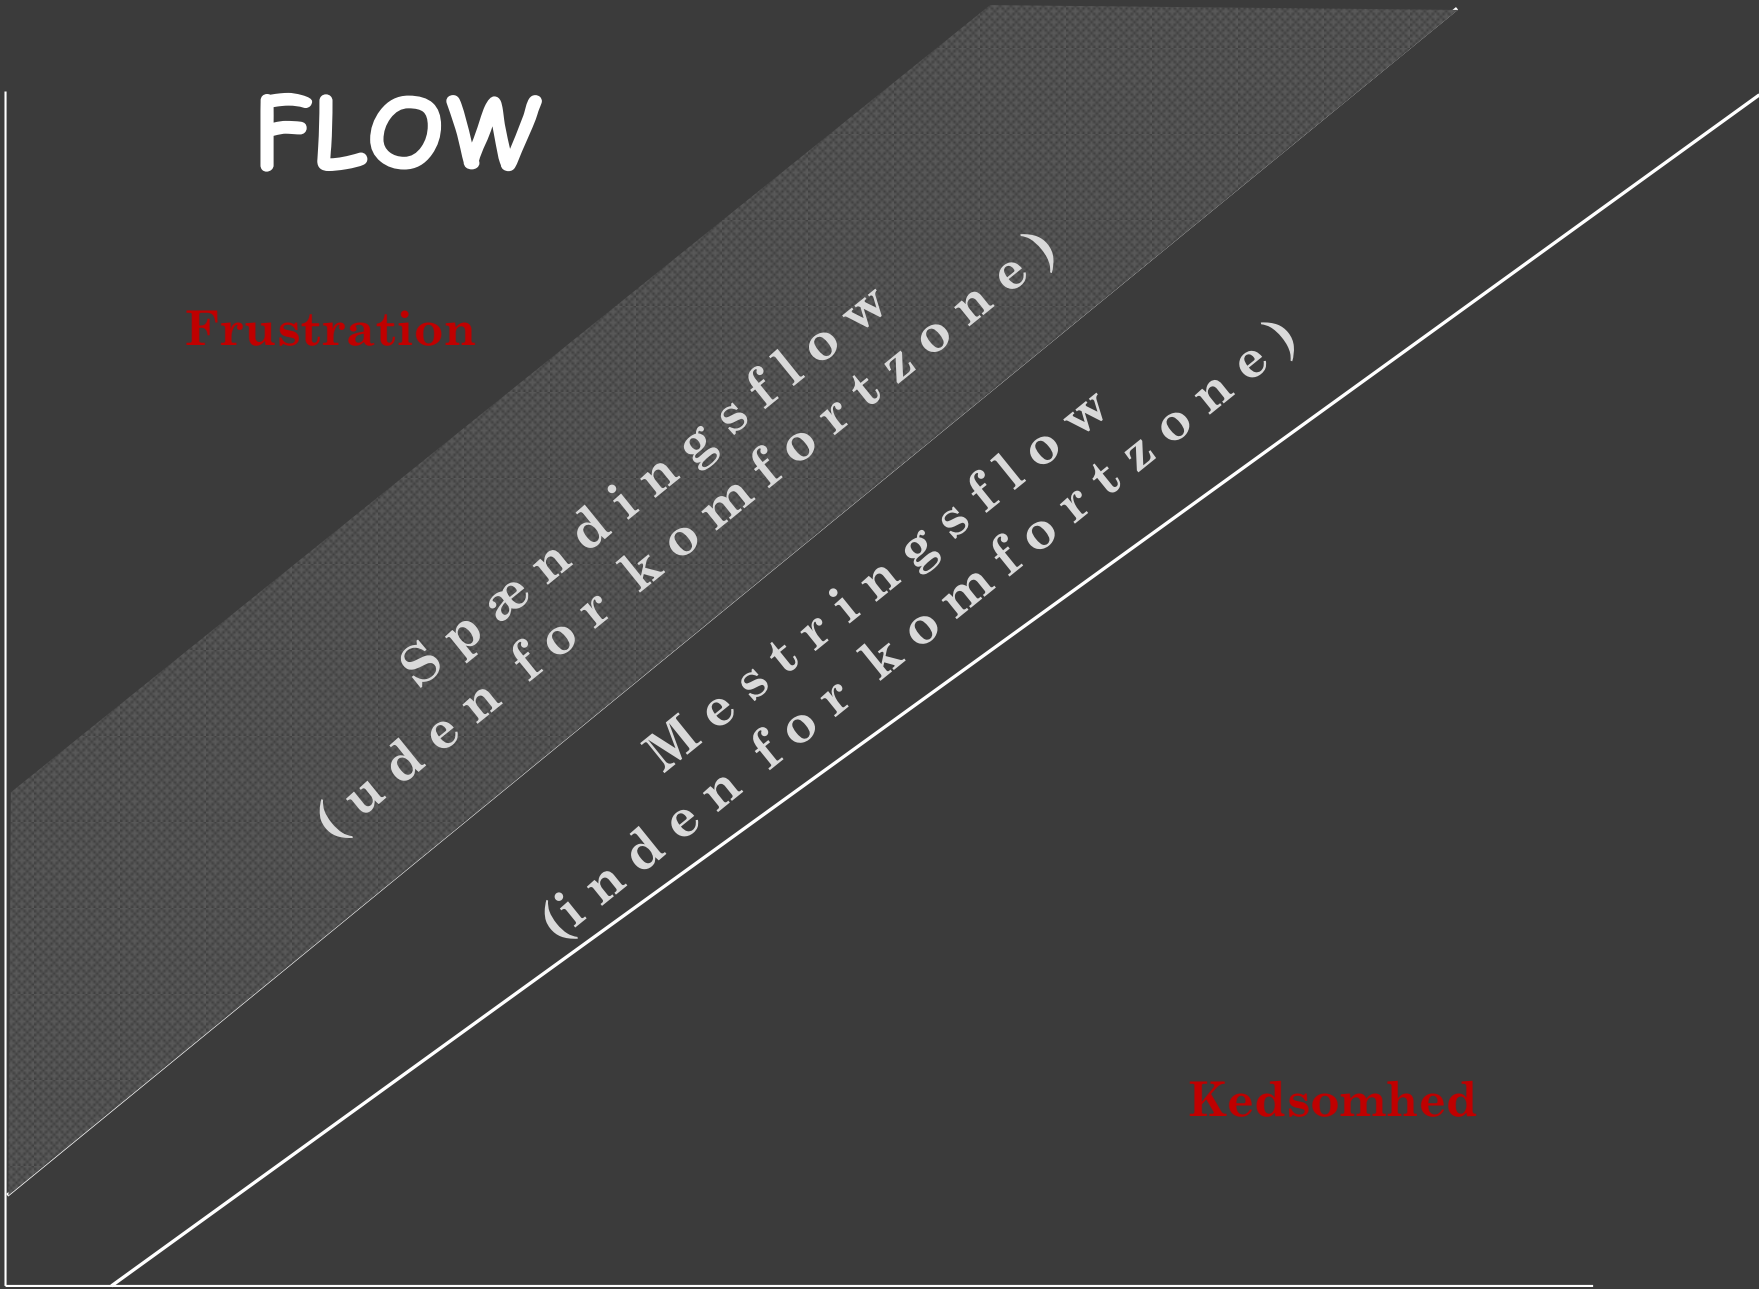 FLOW
Frustration
Spændingsflow
(uden for komfortzone)
Mestringsflow
(inden for komfortzone)
Kedsomhed